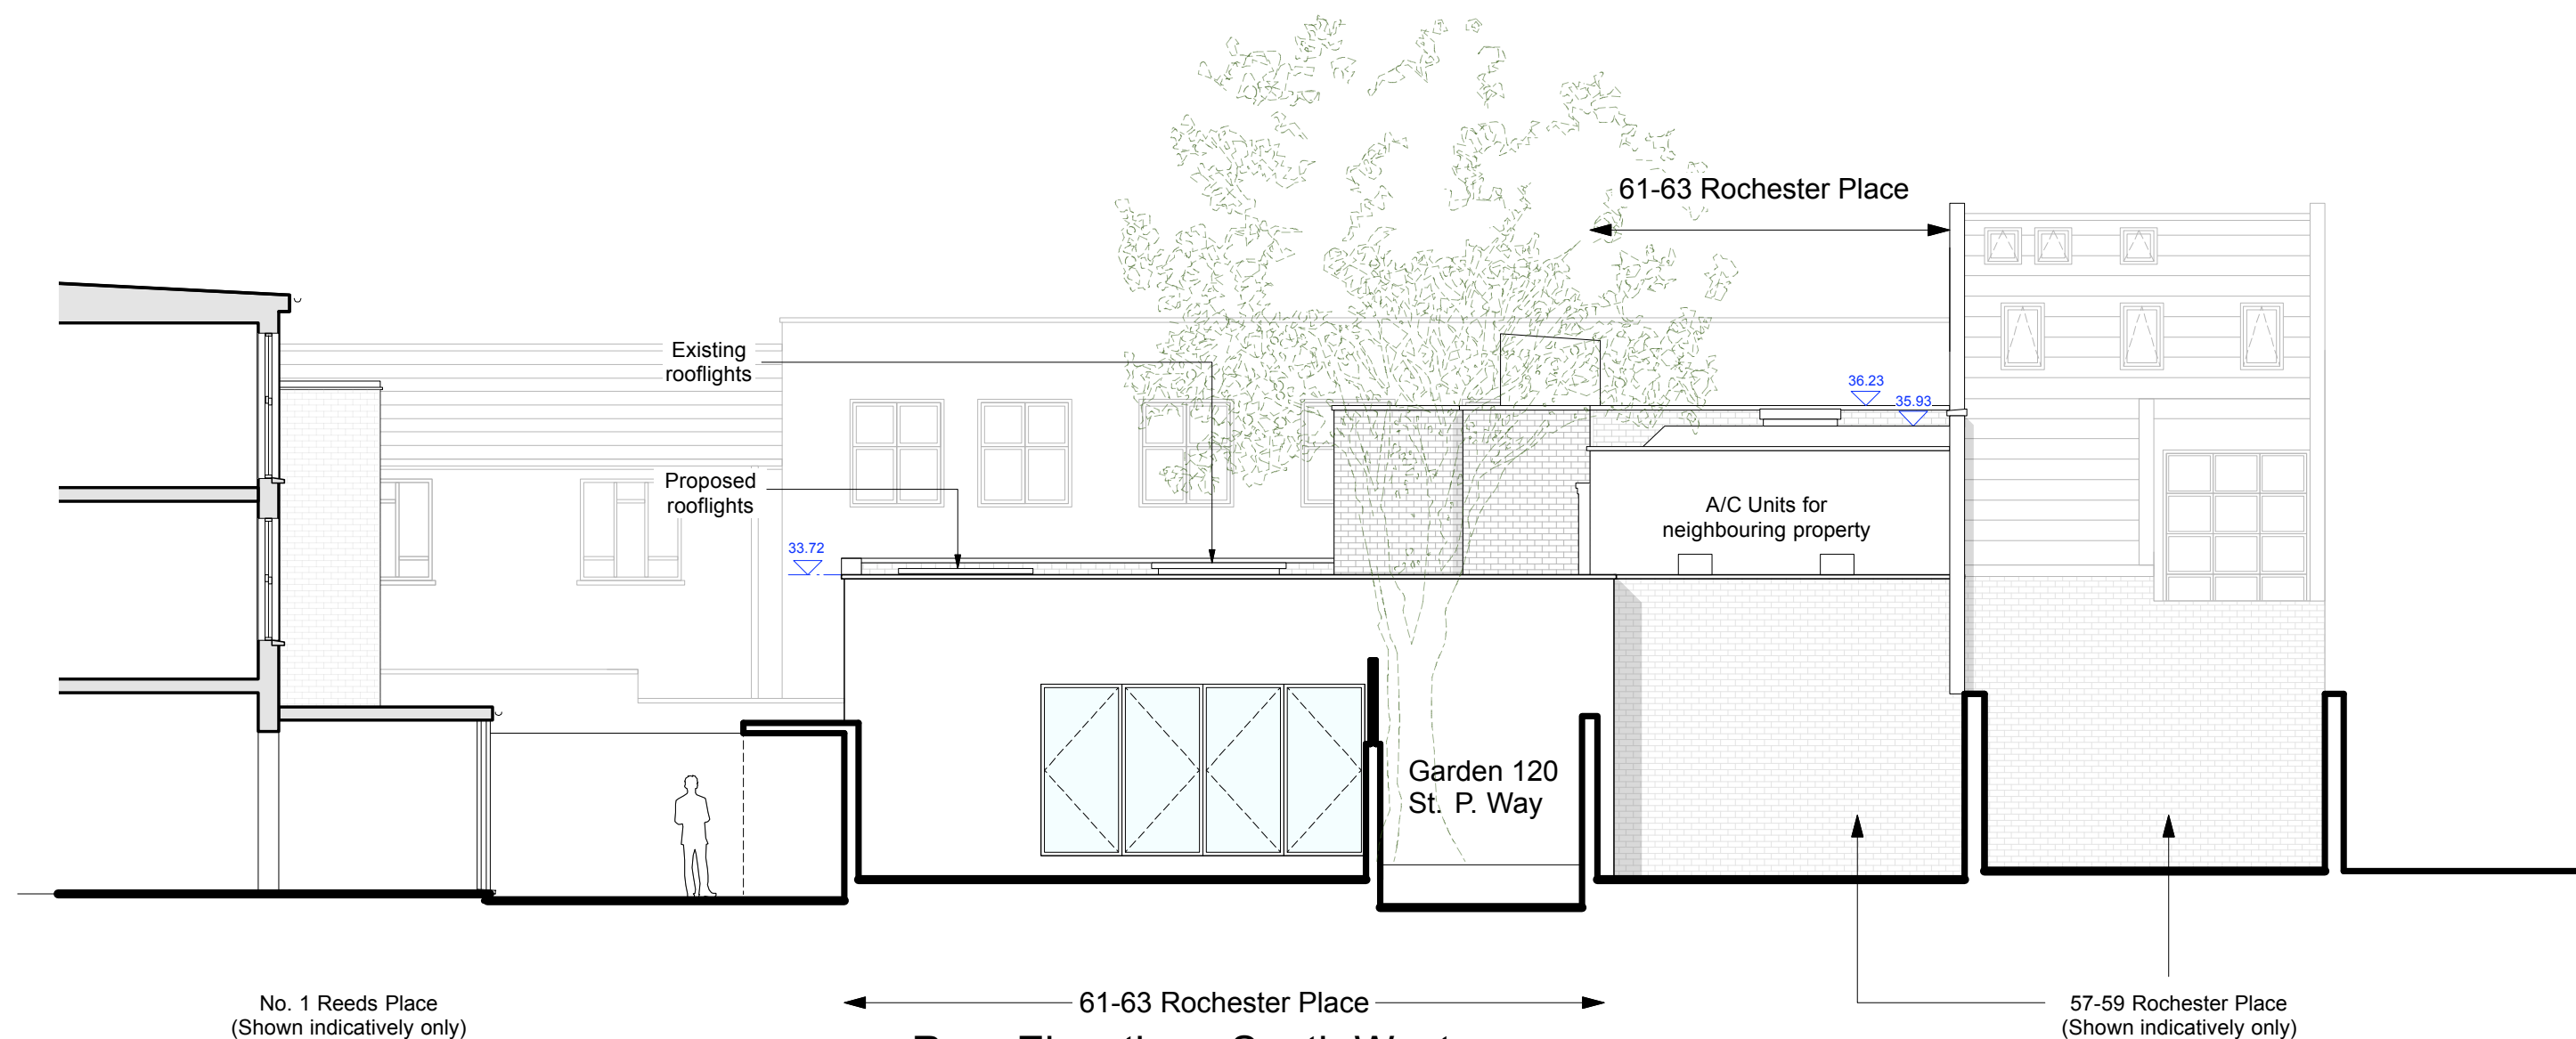 61-63 Rochester Place
Existing
rooflights
36.23
35.93
Proposed
rooflights
A/C Units for
neighbouring property
33.72
Garden 120
St. P. Way
No. 1 Reeds Place
(Shown indicatively only)
61-63 Rochester Place
57-59 Rochester Place
(Shown indicatively only)